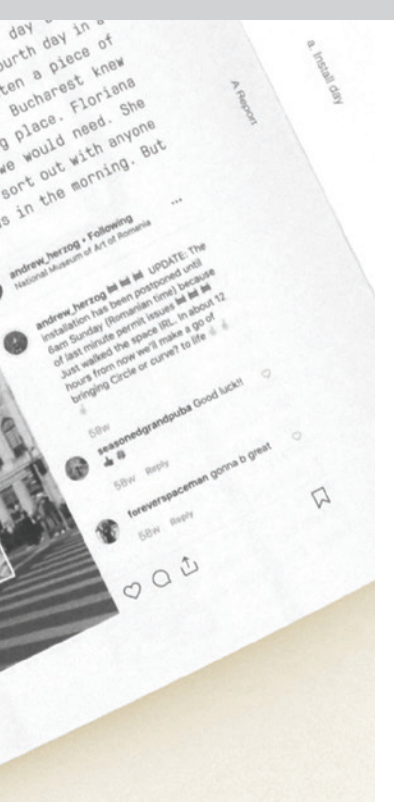 day
ourth day in a
ten a piece of
Bucharest knew
g place. Floriana
we would need. She
sort out with anyone
s in the morning. But
A Report
a. Install day
andrew_herzog • Following
National Museum of Art of Romania
andrew_herzog 🚧 🚧 🚧 UPDATE: The
installation has been postponed until
6am Sunday (Romanian time) because
of last minute permit issues 🚧 🚧 🚧
Just walked the space IRL. In about 12
hours from now we'll make a go of
bringing Circle or curve? to life
58w
seasonedgrandpuba Good luck!!
58w Reply
foreverspaceman gonna b great
58w Reply